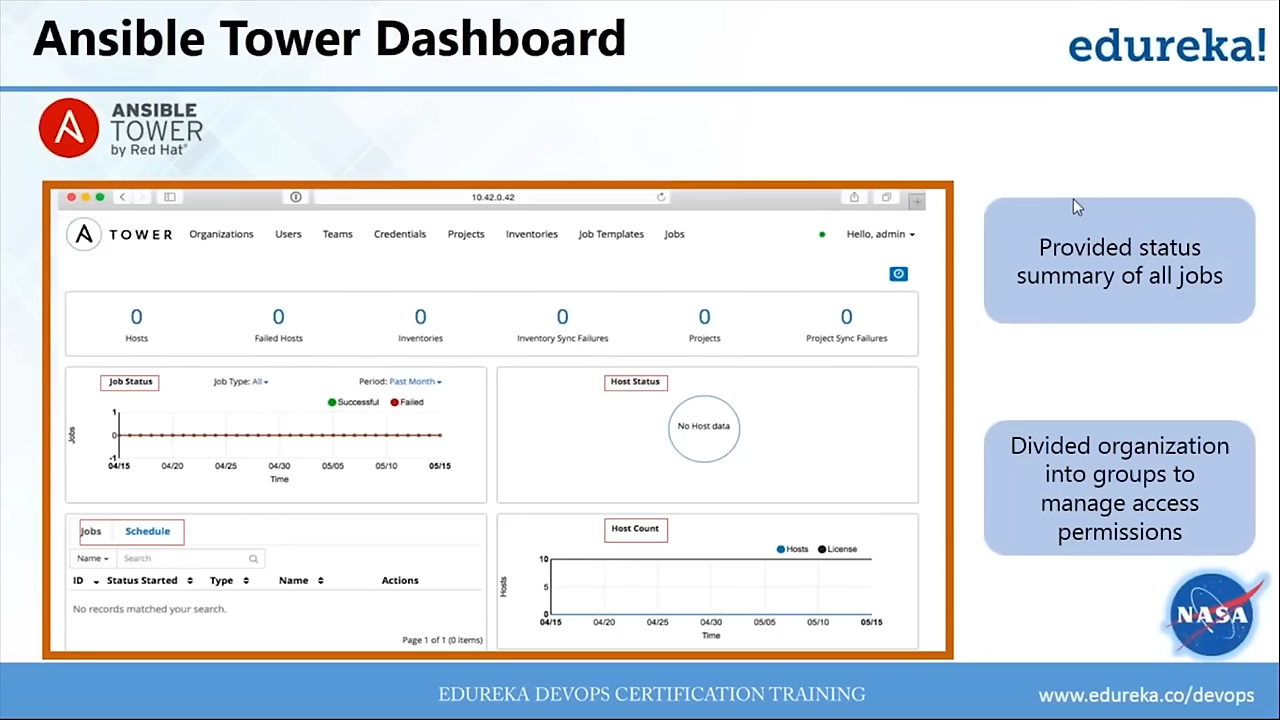 Ansible Tower Dashboard
edureka!
ANSIBLE
TOWER
by Red Hat®
10.42.0.42
A TOWER Organizations Users Teams Credentials Projects Inventories Job Templates Jobs Hello, admin
0 0 0 0 0 0
Hosts Failed Hosts Inventories Inventory Sync Failures Projects Project Sync Failures
Job Status Job Type: All Period: Past Month
Successful Failed
1
0
-1
Jobs
04/15 04/20 04/25 04/30 05/05 05/10 05/15
Time
Host Status
No Host data
Jobs Schedule
Name Search
ID Status Started Type Name Actions
No records matched your search.
Page 1 of 1 (0 items)
Host Count
Hosts License
10
5
0
Hosts
04/15 04/20 04/25 04/30 05/05 05/10 05/15
Time
Provided status
summary of all jobs
Divided organization
into groups to
manage access
permissions
NASA
EDUREKA DEVOPS CERTIFICATION TRAINING
www.edureka.co/devops